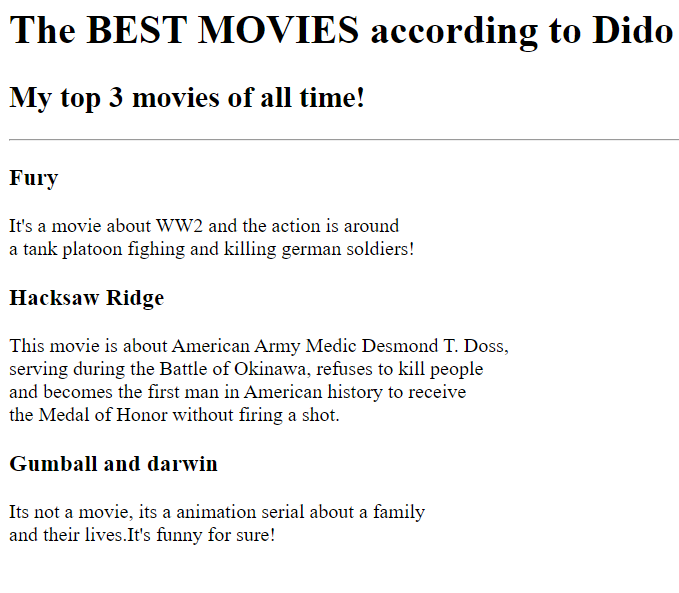 The BEST MOVIES according to Dido
My top 3 movies of all time!
Fury
It's a movie about WW2 and the action is around
a tank platoon fighing and killing german soldiers!
Hacksaw Ridge
This movie is about American Army Medic Desmond T. Doss,
serving during the Battle of Okinawa, refuses to kill people
and becomes the first man in American history to receive
the Medal of Honor without firing a shot.
Gumball and darwin
Its not a movie, its a animation serial about a family
and their lives.It's funny for sure!